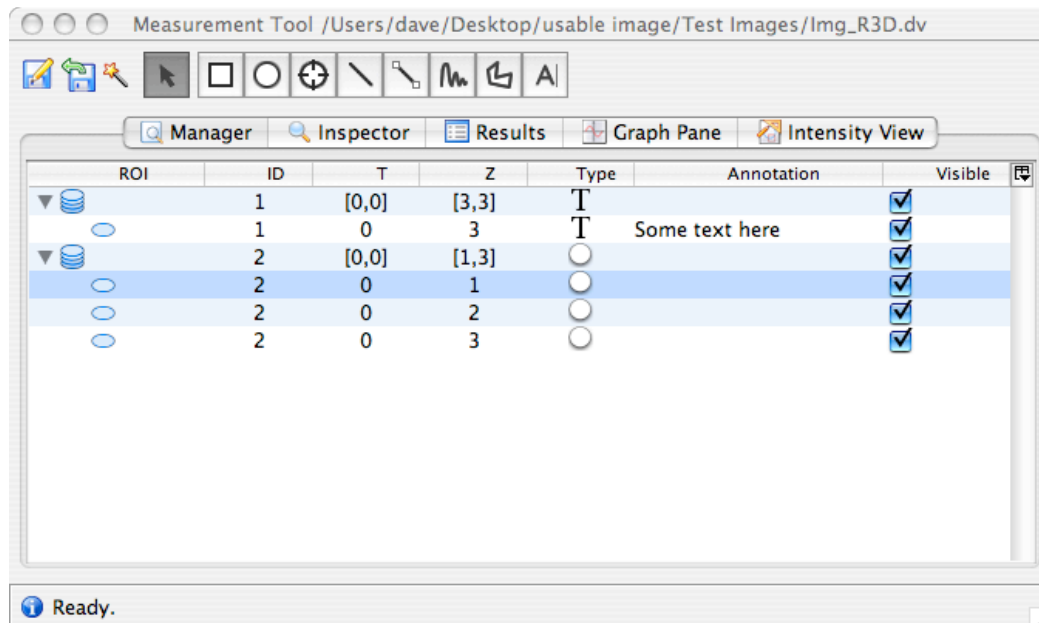 Measurement Tool /Users/dave/Desktop/usable image/Test Images/Img_R3D.dv
A
Manager Inspector Results Graph Pane Intensity View
ROI ID T Z Type Annotation Visible
1 [0,0] [3,3] T
1 0 3 T Some text here
2 [0,0] [1,3]
2 0 1
2 0 2
2 0 3
Ready.